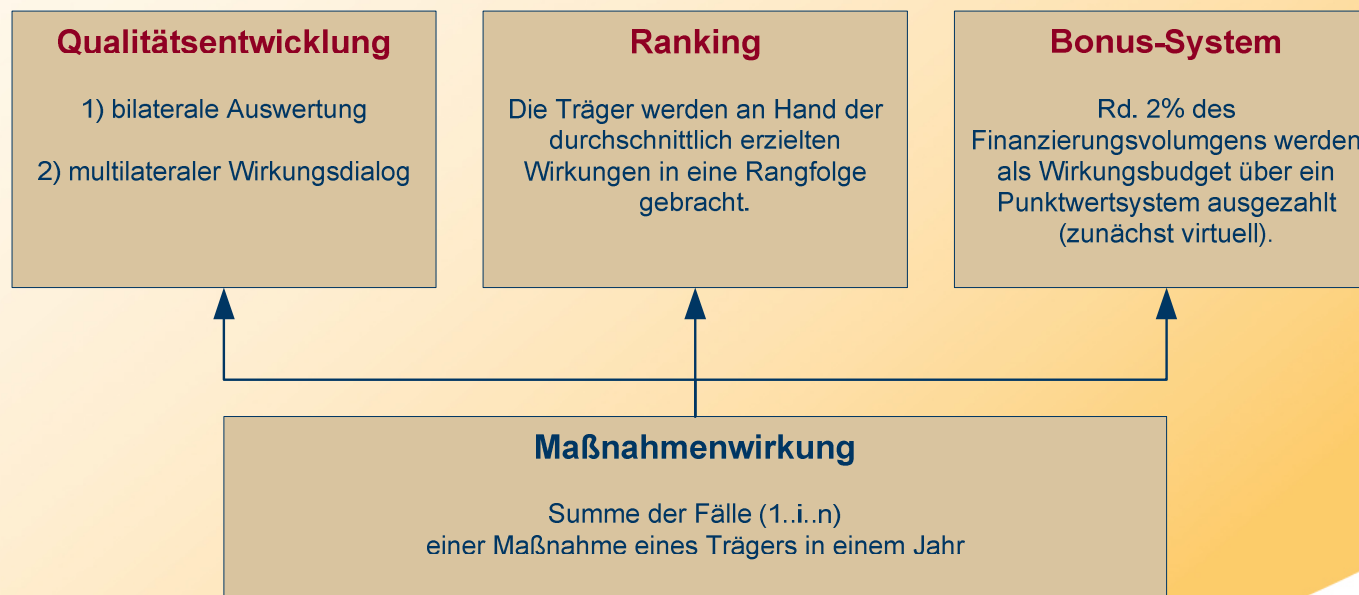 Qualitätsentwicklung
1) bilaterale Auswertung
2) multilateraler Wirkungsdialog
Ranking
Die Träger werden an Hand der
durchschnittlich erzielten
Wirkungen in eine Rangfolge
gebracht.
Bonus-System
Rd. 2% des
Finanzierungsvolumgens werden
als Wirkungsbudget über ein
Punktwertsystem ausgezahlt
(zunächst virtuell).
Maßnahmenwirkung
Summe der Fälle (1..i..n)
einer Maßnahme eines Trägers in einem Jahr